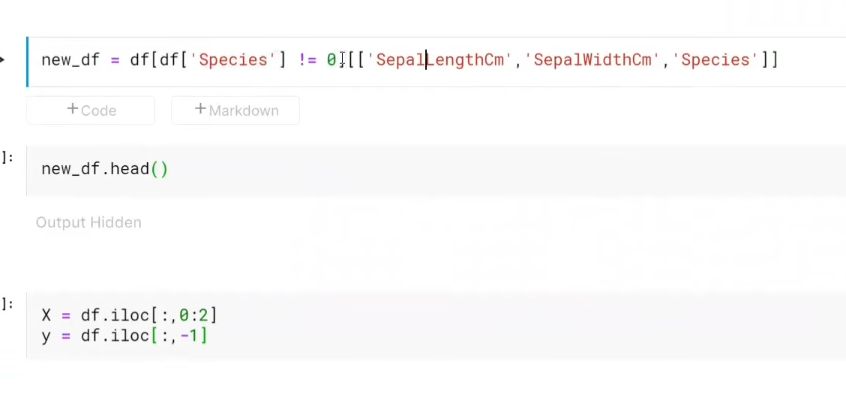 new_df = df[df['Species'] != 0][['SepalLengthCm','SepalWidthCm','Species']]
+ Code + Markdown
]:
new_df.head()
Output Hidden
]:
X = df.iloc[:,0:2]
y = df.iloc[:,-1]